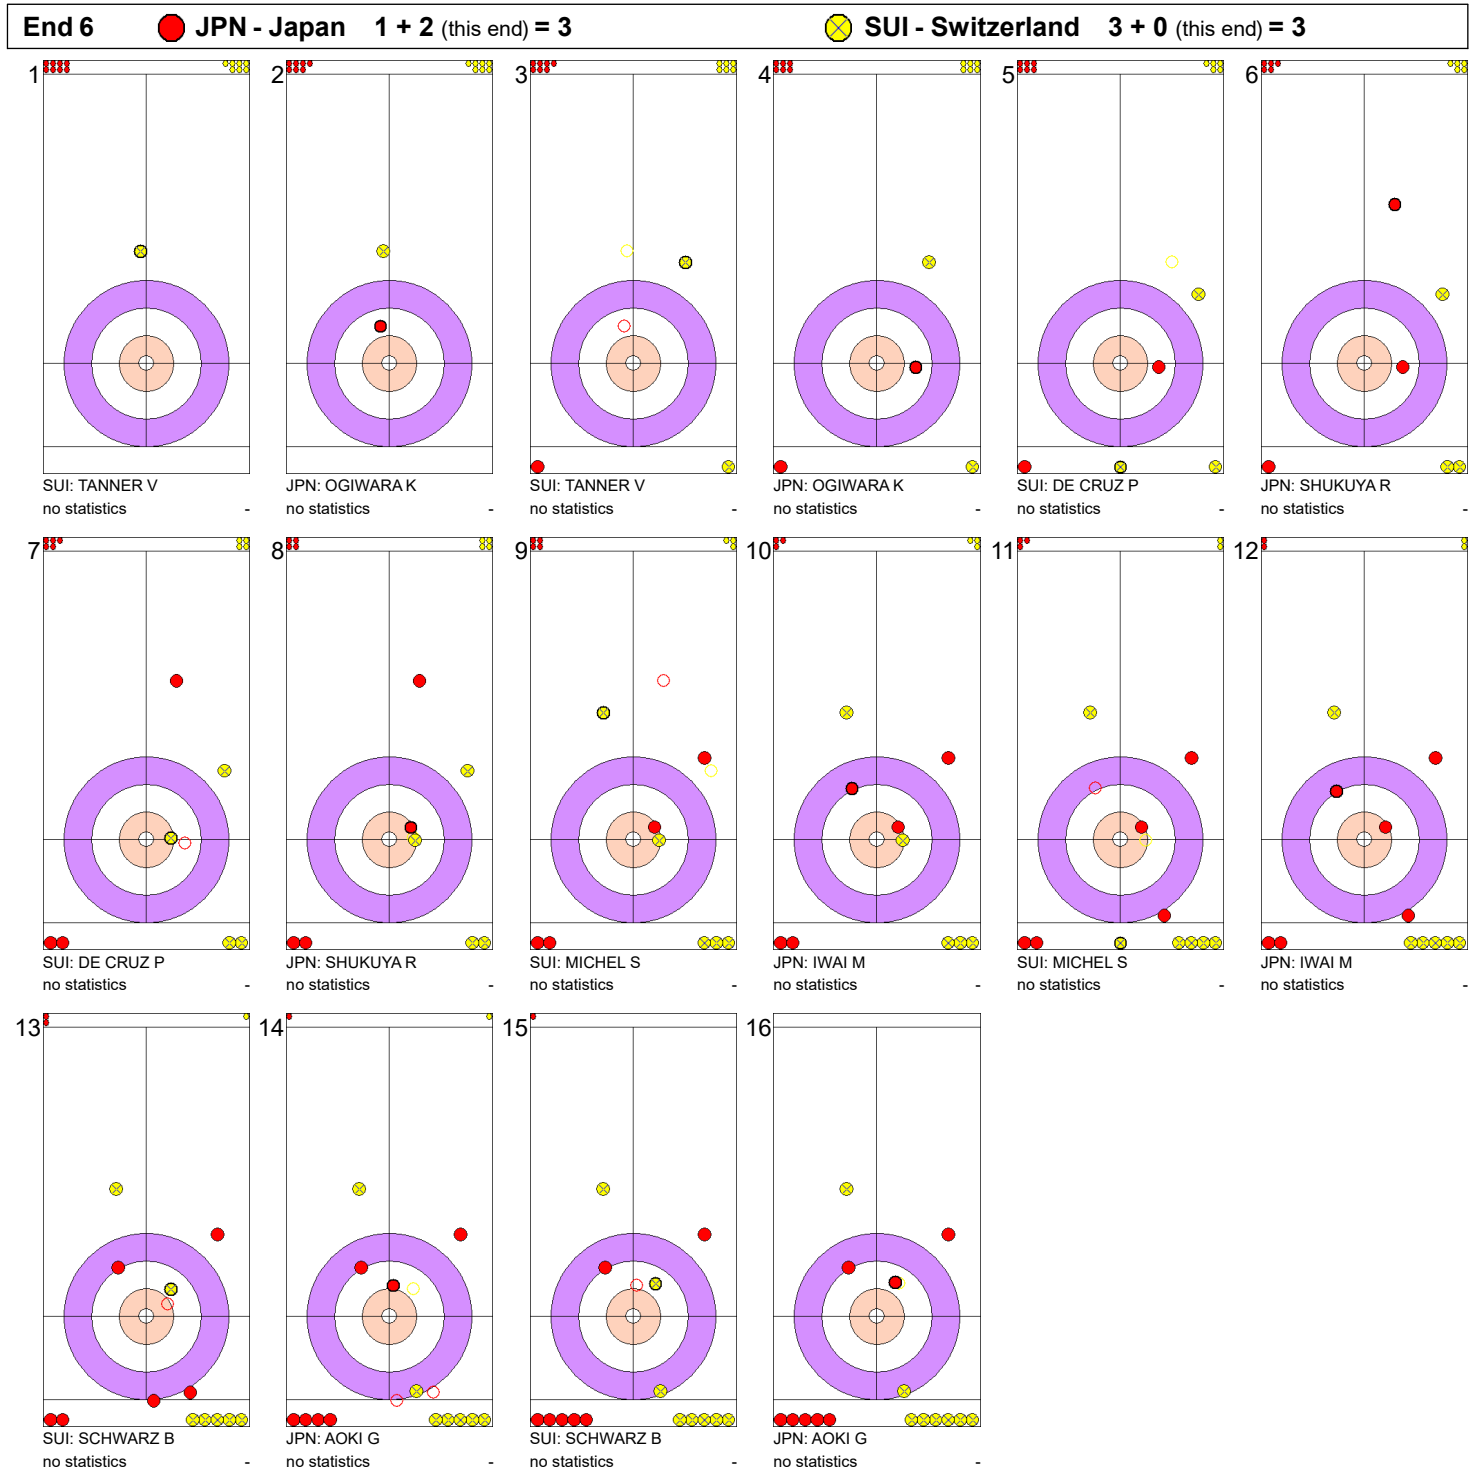 End 6 JPN - Japan 1 + 2 (this end) = 3 SUI - Switzerland 3 + 0 (this end) = 3
1 2 3 4 5 6
SUI: TANNER V JPN: OGIWARA K SUI: TANNER V JPN: OGIWARA K SUI: DE CRUZ P JPN: SHUKUYA R
no statistics - no statistics - no statistics - no statistics - no statistics - no statistics -
7 8 9 10 11 12
SUI: DE CRUZ P JPN: SHUKUYA R SUI: MICHEL S JPN: IWAI M SUI: MICHEL S JPN: IWAI M
no statistics - no statistics - no statistics - no statistics - no statistics - no statistics -
13 14 15 16
SUI: SCHWARZ B JPN: AOKI G SUI: SCHWARZ B JPN: AOKI G
no statistics - no statistics - no statistics - no statistics -